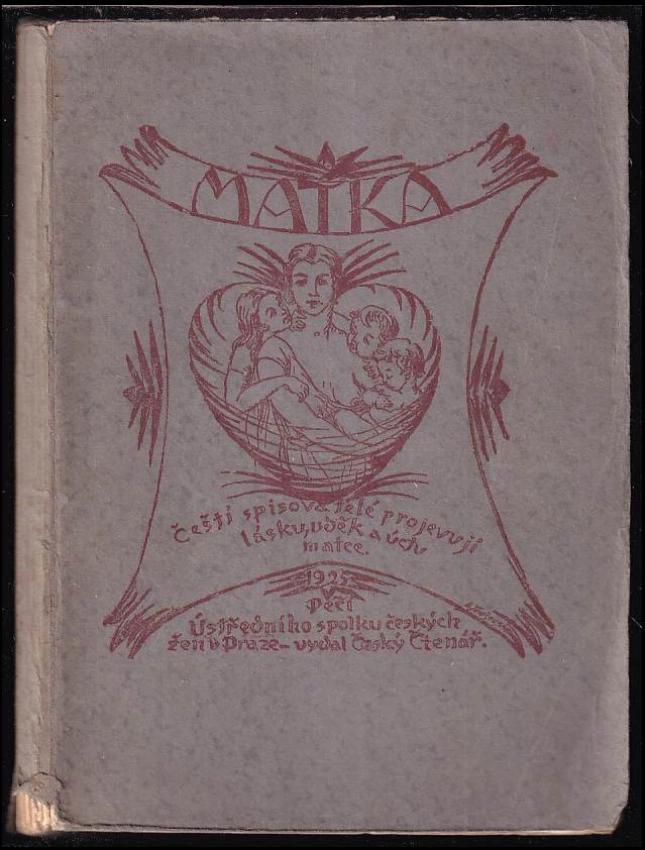 MATKA
Čeští spisovatelé projevují
lásku, vděk a úctu
matce.
1925
V
Péčí
Ústředního spolku českých
žen v Praze - vydal Český Čtenář.